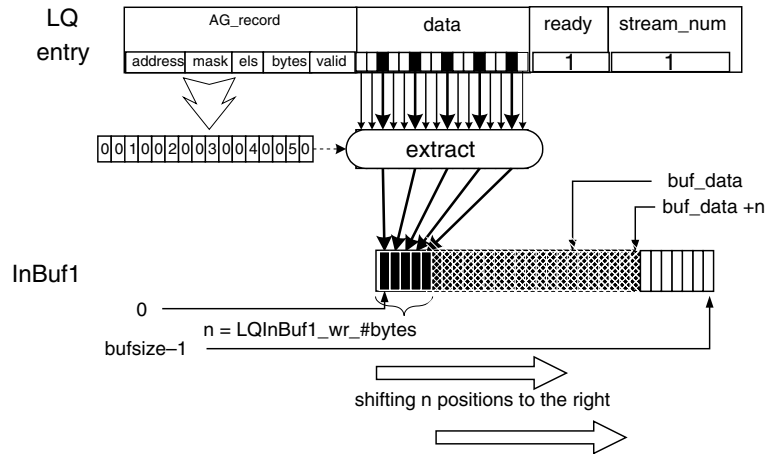 LQ
entry
AG_record
data
ready
stream_num
address
mask
els
bytes
valid
1
1
0 0 1 0 0 2 0 0 3 0 0 4 0 0 5 0
extract
buf_data
buf_data +n
InBuf1
0
n = LQInBuf1_wr_#bytes
bufsize–1
shifting n positions to the right